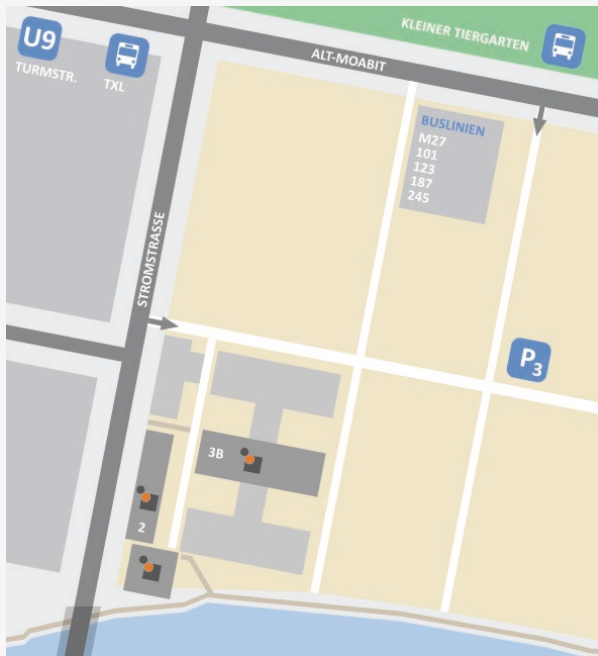 U9
TURMSTR.
TXL
KLEINER TIERGARTEN
ALT-MOABIT
BUSLINIEN
M27
101
123
187
245
STROMSTRASSE
P3
3B
2